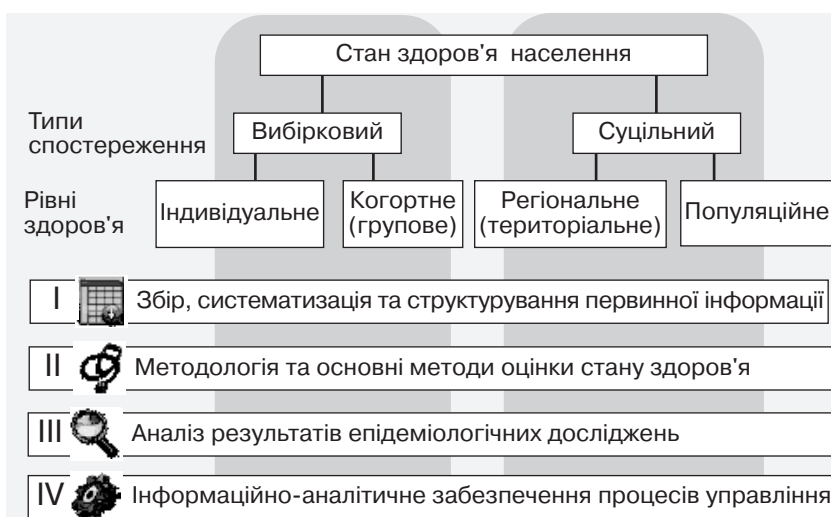 Стан здоров'я населення
Типи
спостереження
Вибірковий
Суцільний
Рівні
здоров'я
Індивідуальне
Когортне
(групове)
Регіональне
(територіальне)
Популяційне
I Збір, систематизація та структурування первинної інформації
II Методологія та основні методи оцінки стану здоров'я
III Аналіз результатів епідеміологічних досліджень
IV Інформаційно-аналітичне забезпечення процесів управління